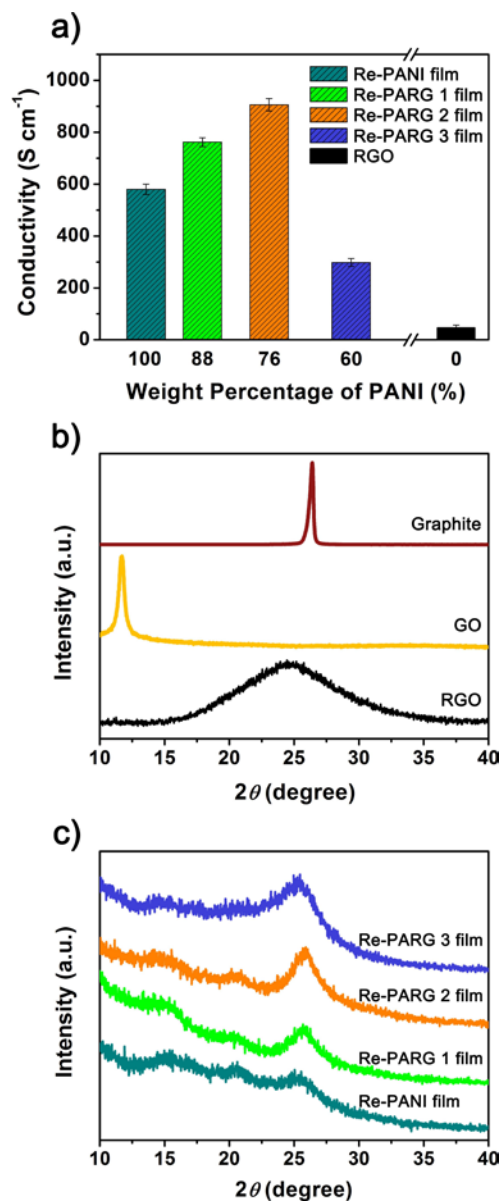 a)
Conductivity (S cm⁻¹)
1000
800
600
400
200
0
Re-PANI film
Re-PARG 1 film
Re-PARG 2 film
Re-PARG 3 film
RGO
100 88 76 60 0
Weight Percentage of PANI (%)
b)
Intensity (a.u.)
Graphite
GO
RGO
10 15 20 25 30 35 40
2θ (degree)
c)
Intensity (a.u.)
Re-PARG 3 film
Re-PARG 2 film
Re-PARG 1 film
Re-PANI film
10 15 20 25 30 35 40
2θ (degree)